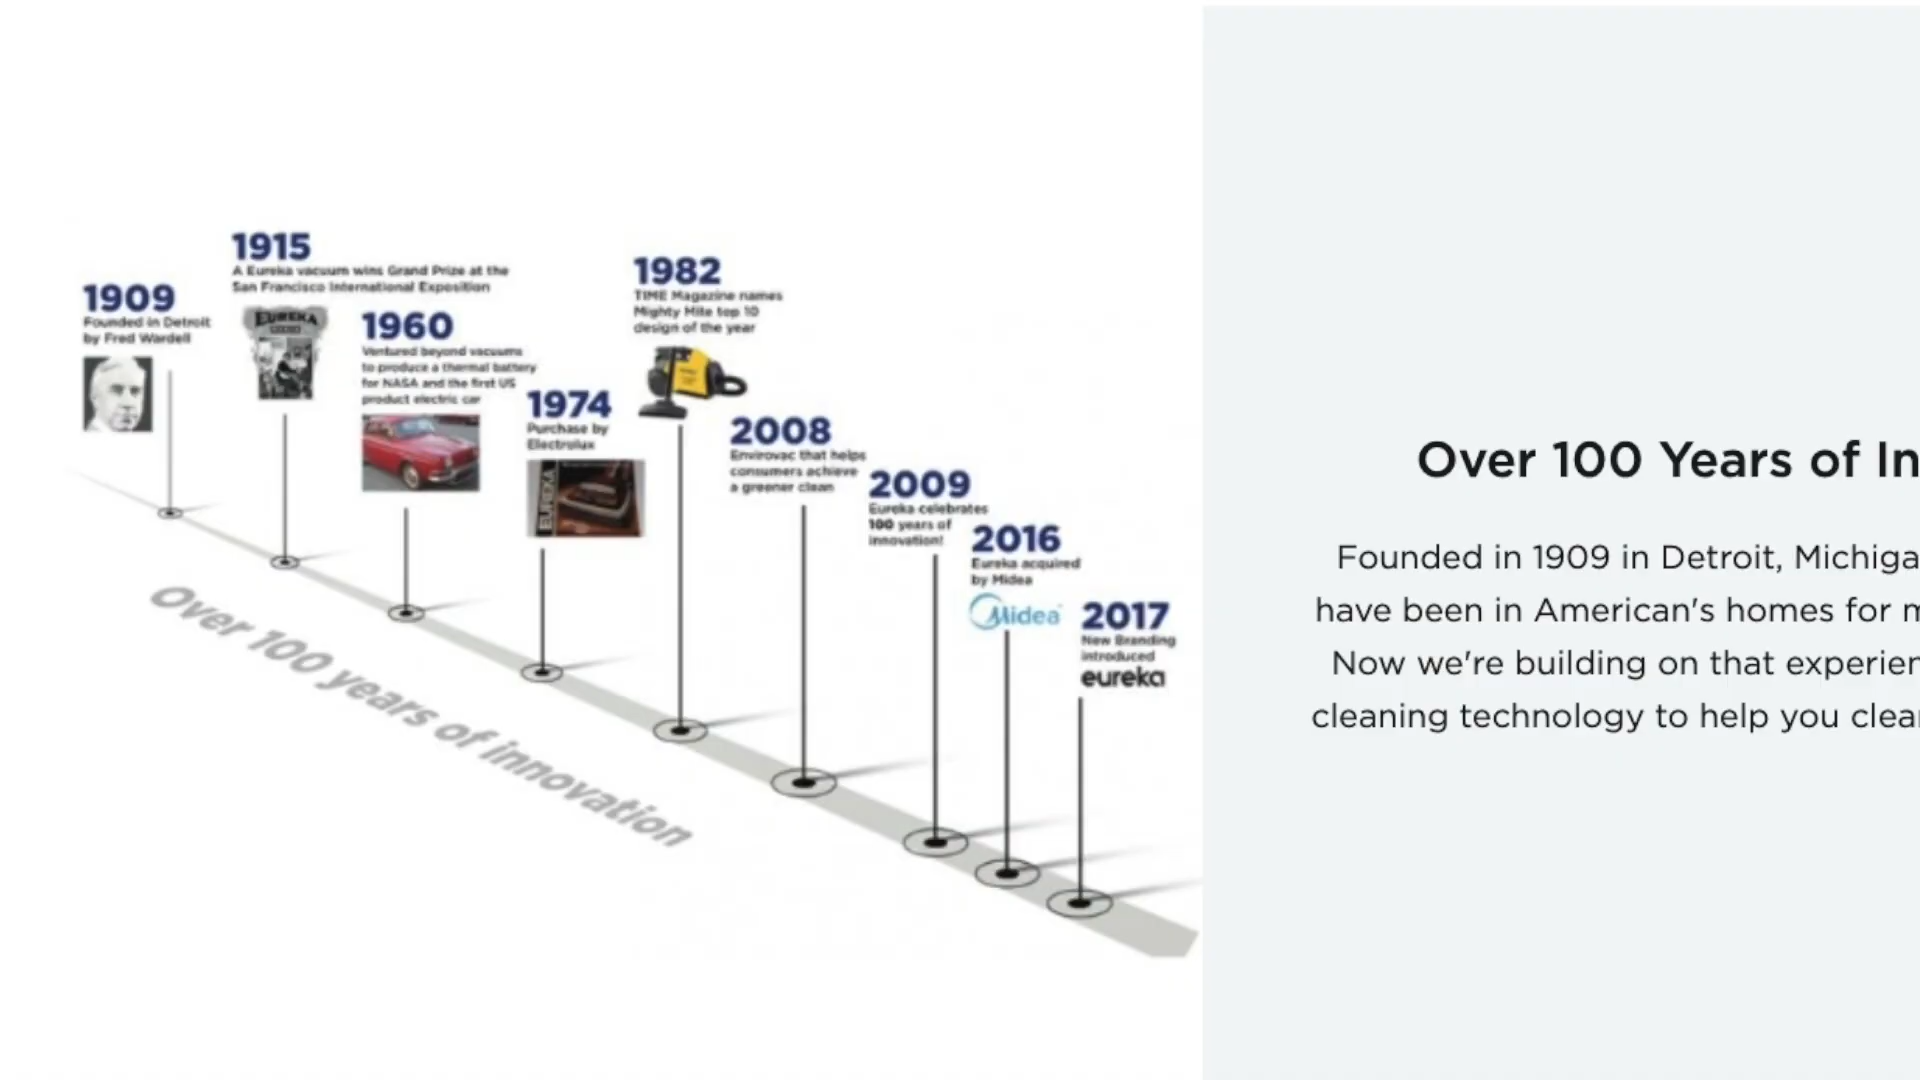 1909
Founded in Detroit
by Fred Wardell
1915
A Eureka vacuum wins Grand Prize at the
San Francisco International Exposition
EUREKA
1960
Ventured beyond vacuums
to produce a thermal battery
for NASA and the first US
product electric car
1974
Purchase by
Electrolux
EUREKA
1982
TIME Magazine names
Mighty Mite top 10
design of the year
2008
Envirovac that helps
consumers achieve
a greener clean
2009
Eureka celebrates
100 years of
innovation!
2016
Eureka acquired
by Midea
Midea
2017
New Branding
introduced
eureka
Over 100 years of innovation
Over 100 Years of In
Founded in 1909 in Detroit, Michiga
have been in American's homes for m
Now we're building on that experien
cleaning technology to help you clean